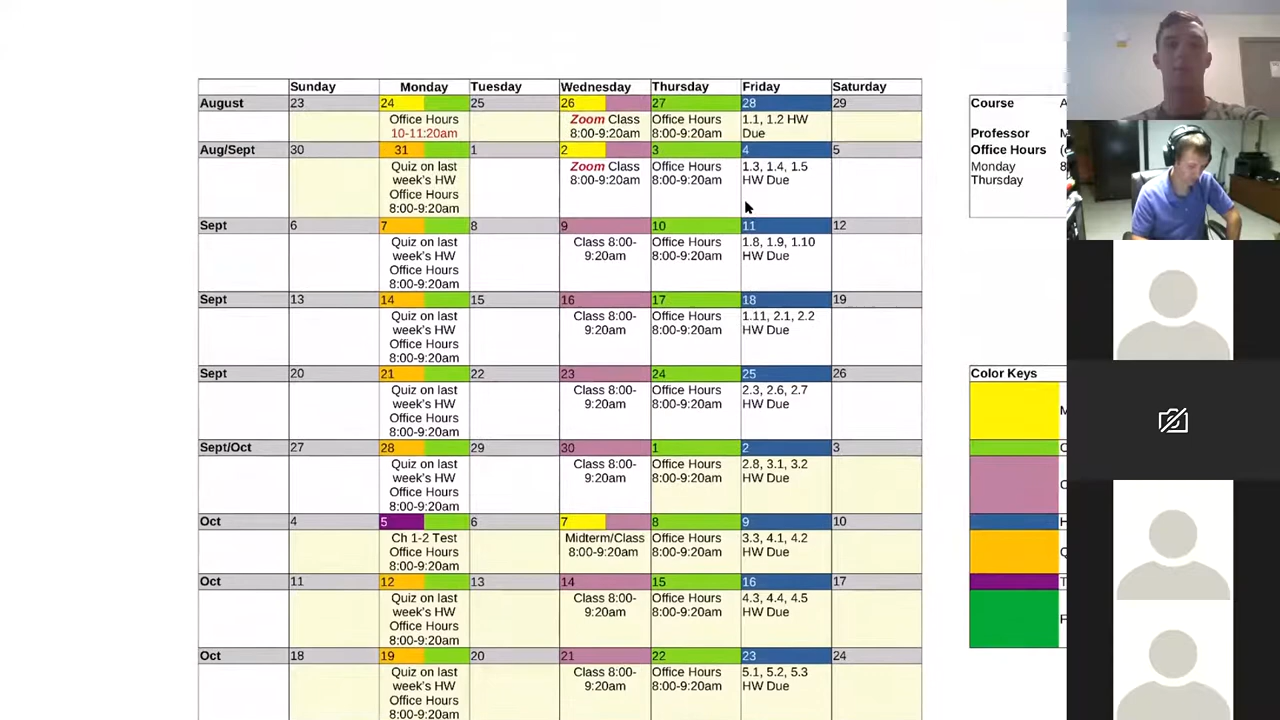 Sunday Monday Tuesday Wednesday Thursday Friday Saturday
August 23 24 25 26 27 28 29
Office Hours Zoom Class Office Hours 1.1, 1.2 HW
10-11:20am 8:00-9:20am 8:00-9:20am Due
Aug/Sept 30 31 1 2 3 4 5
Quiz on last Zoom Class Office Hours 1.3, 1.4, 1.5
week's HW 8:00-9:20am 8:00-9:20am HW Due
Office Hours
8:00-9:20am
Sept 6 7 8 9 10 11 12
Quiz on last Class 8:00- Office Hours 1.8, 1.9, 1.10
week's HW 9:20am 8:00-9:20am HW Due
Office Hours
8:00-9:20am
Sept 13 14 15 16 17 18 19
Quiz on last Class 8:00- Office Hours 1.11, 2.1, 2.2
week's HW 9:20am 8:00-9:20am HW Due
Office Hours
8:00-9:20am
Sept 20 21 22 23 24 25 26
Quiz on last Class 8:00- Office Hours 2.3, 2.6, 2.7
week's HW 9:20am 8:00-9:20am HW Due
Office Hours
8:00-9:20am
Sept/Oct 27 28 29 30 1 2 3
Quiz on last Class 8:00- Office Hours 2.8, 3.1, 3.2
week's HW 9:20am 8:00-9:20am HW Due
Office Hours
8:00-9:20am
Oct 4 5 6 7 8 9 10
Ch 1-2 Test Midterm/Class Office Hours 3.3, 4.1, 4.2
Office Hours 8:00-9:20am 8:00-9:20am HW Due
8:00-9:20am
Oct 11 12 13 14 15 16 17
Quiz on last Class 8:00- Office Hours 4.3, 4.4, 4.5
week's HW 9:20am 8:00-9:20am HW Due
Office Hours
8:00-9:20am
Oct 18 19 20 21 22 23 24
Quiz on last Class 8:00- Office Hours 5.1, 5.2, 5.3
week's HW 9:20am 8:00-9:20am HW Due
Office Hours
8:00-9:20am
Course
Professor
Office Hours
Monday 8
Thursday
Color Keys